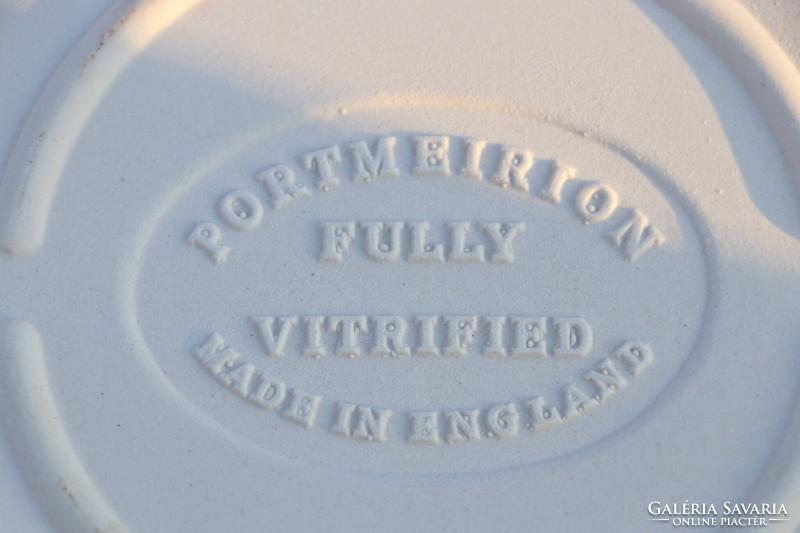 PORTMEIRION
FULLY
VITRIFIED
MADE IN ENGLAND
GALÉRIA SAVARIA
ONLINE PIACTÉR